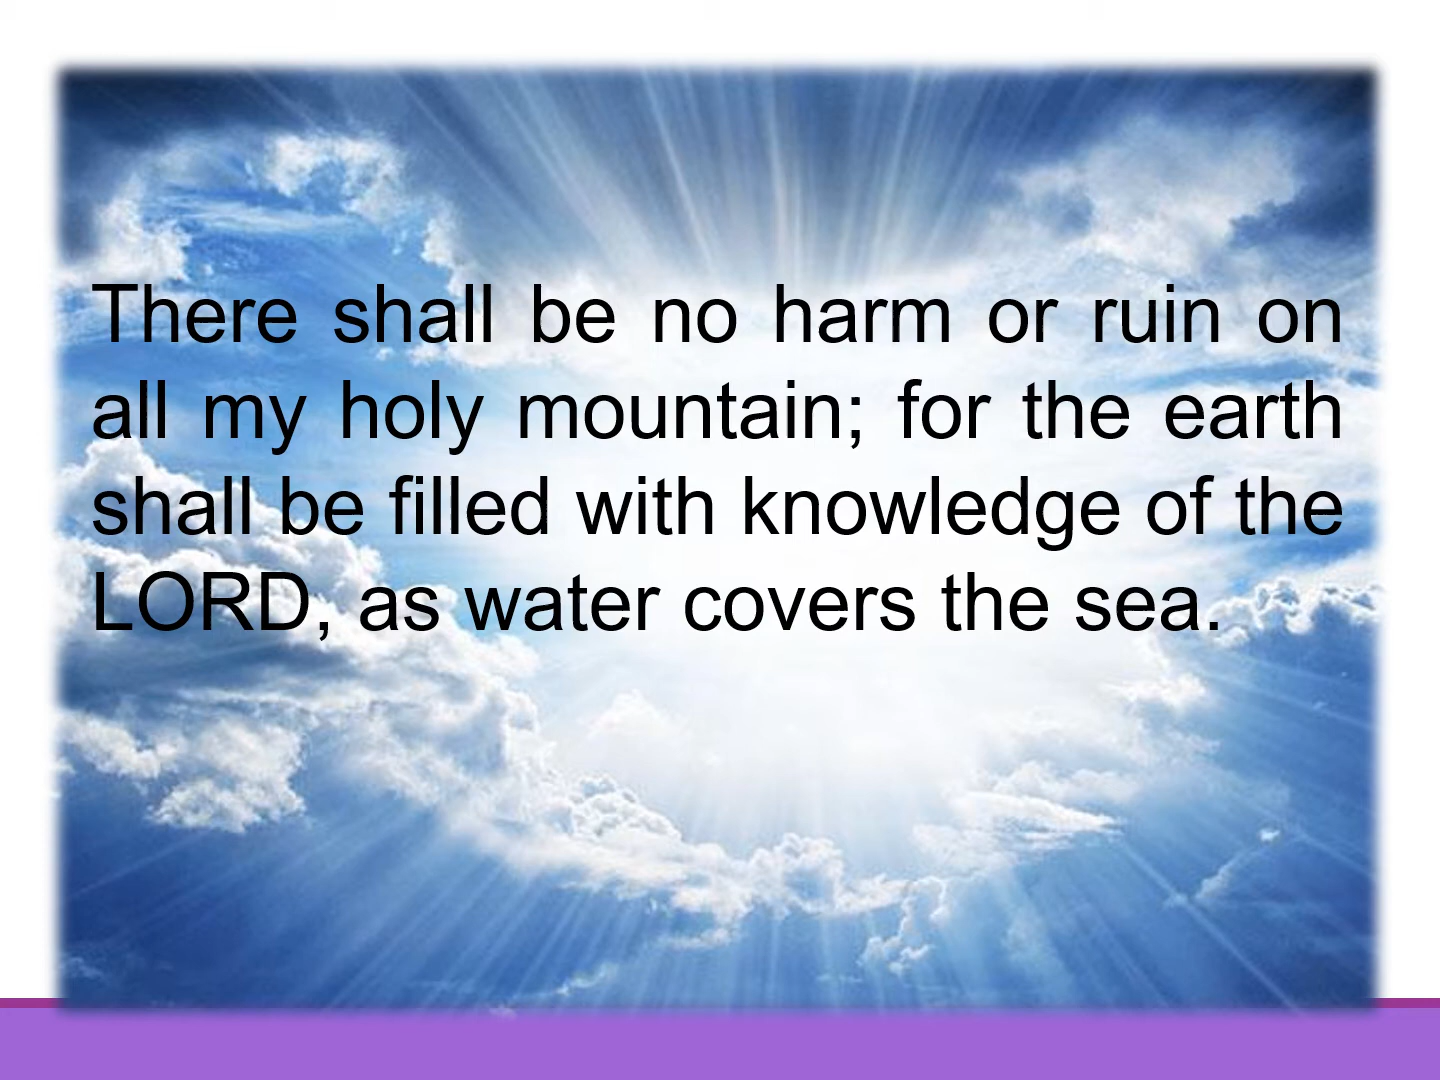 There shall be no harm or ruin on
all my holy mountain; for the earth
shall be filled with knowledge of the
LORD, as water covers the sea.